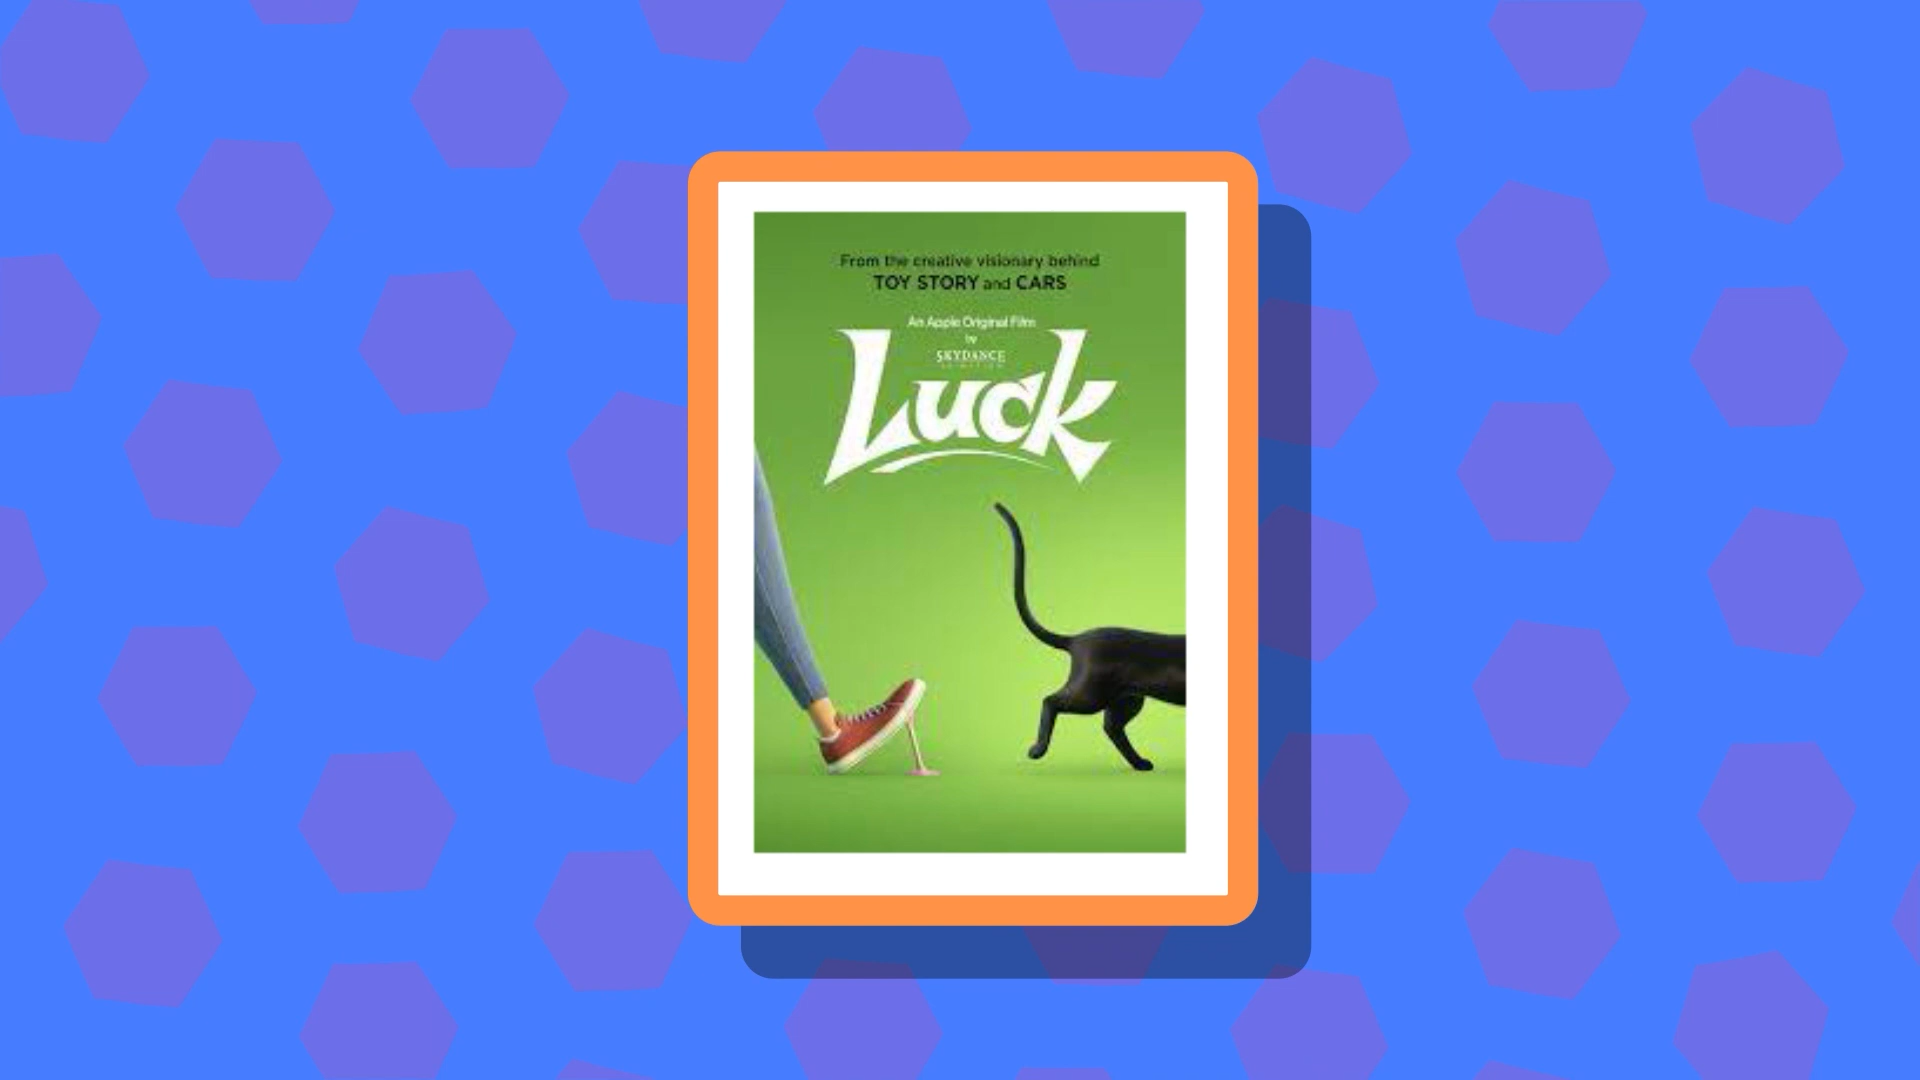 From the creative visionary behind
TOY STORY and CARS
An Apple Original Film
by
SKYDANCE
Luck